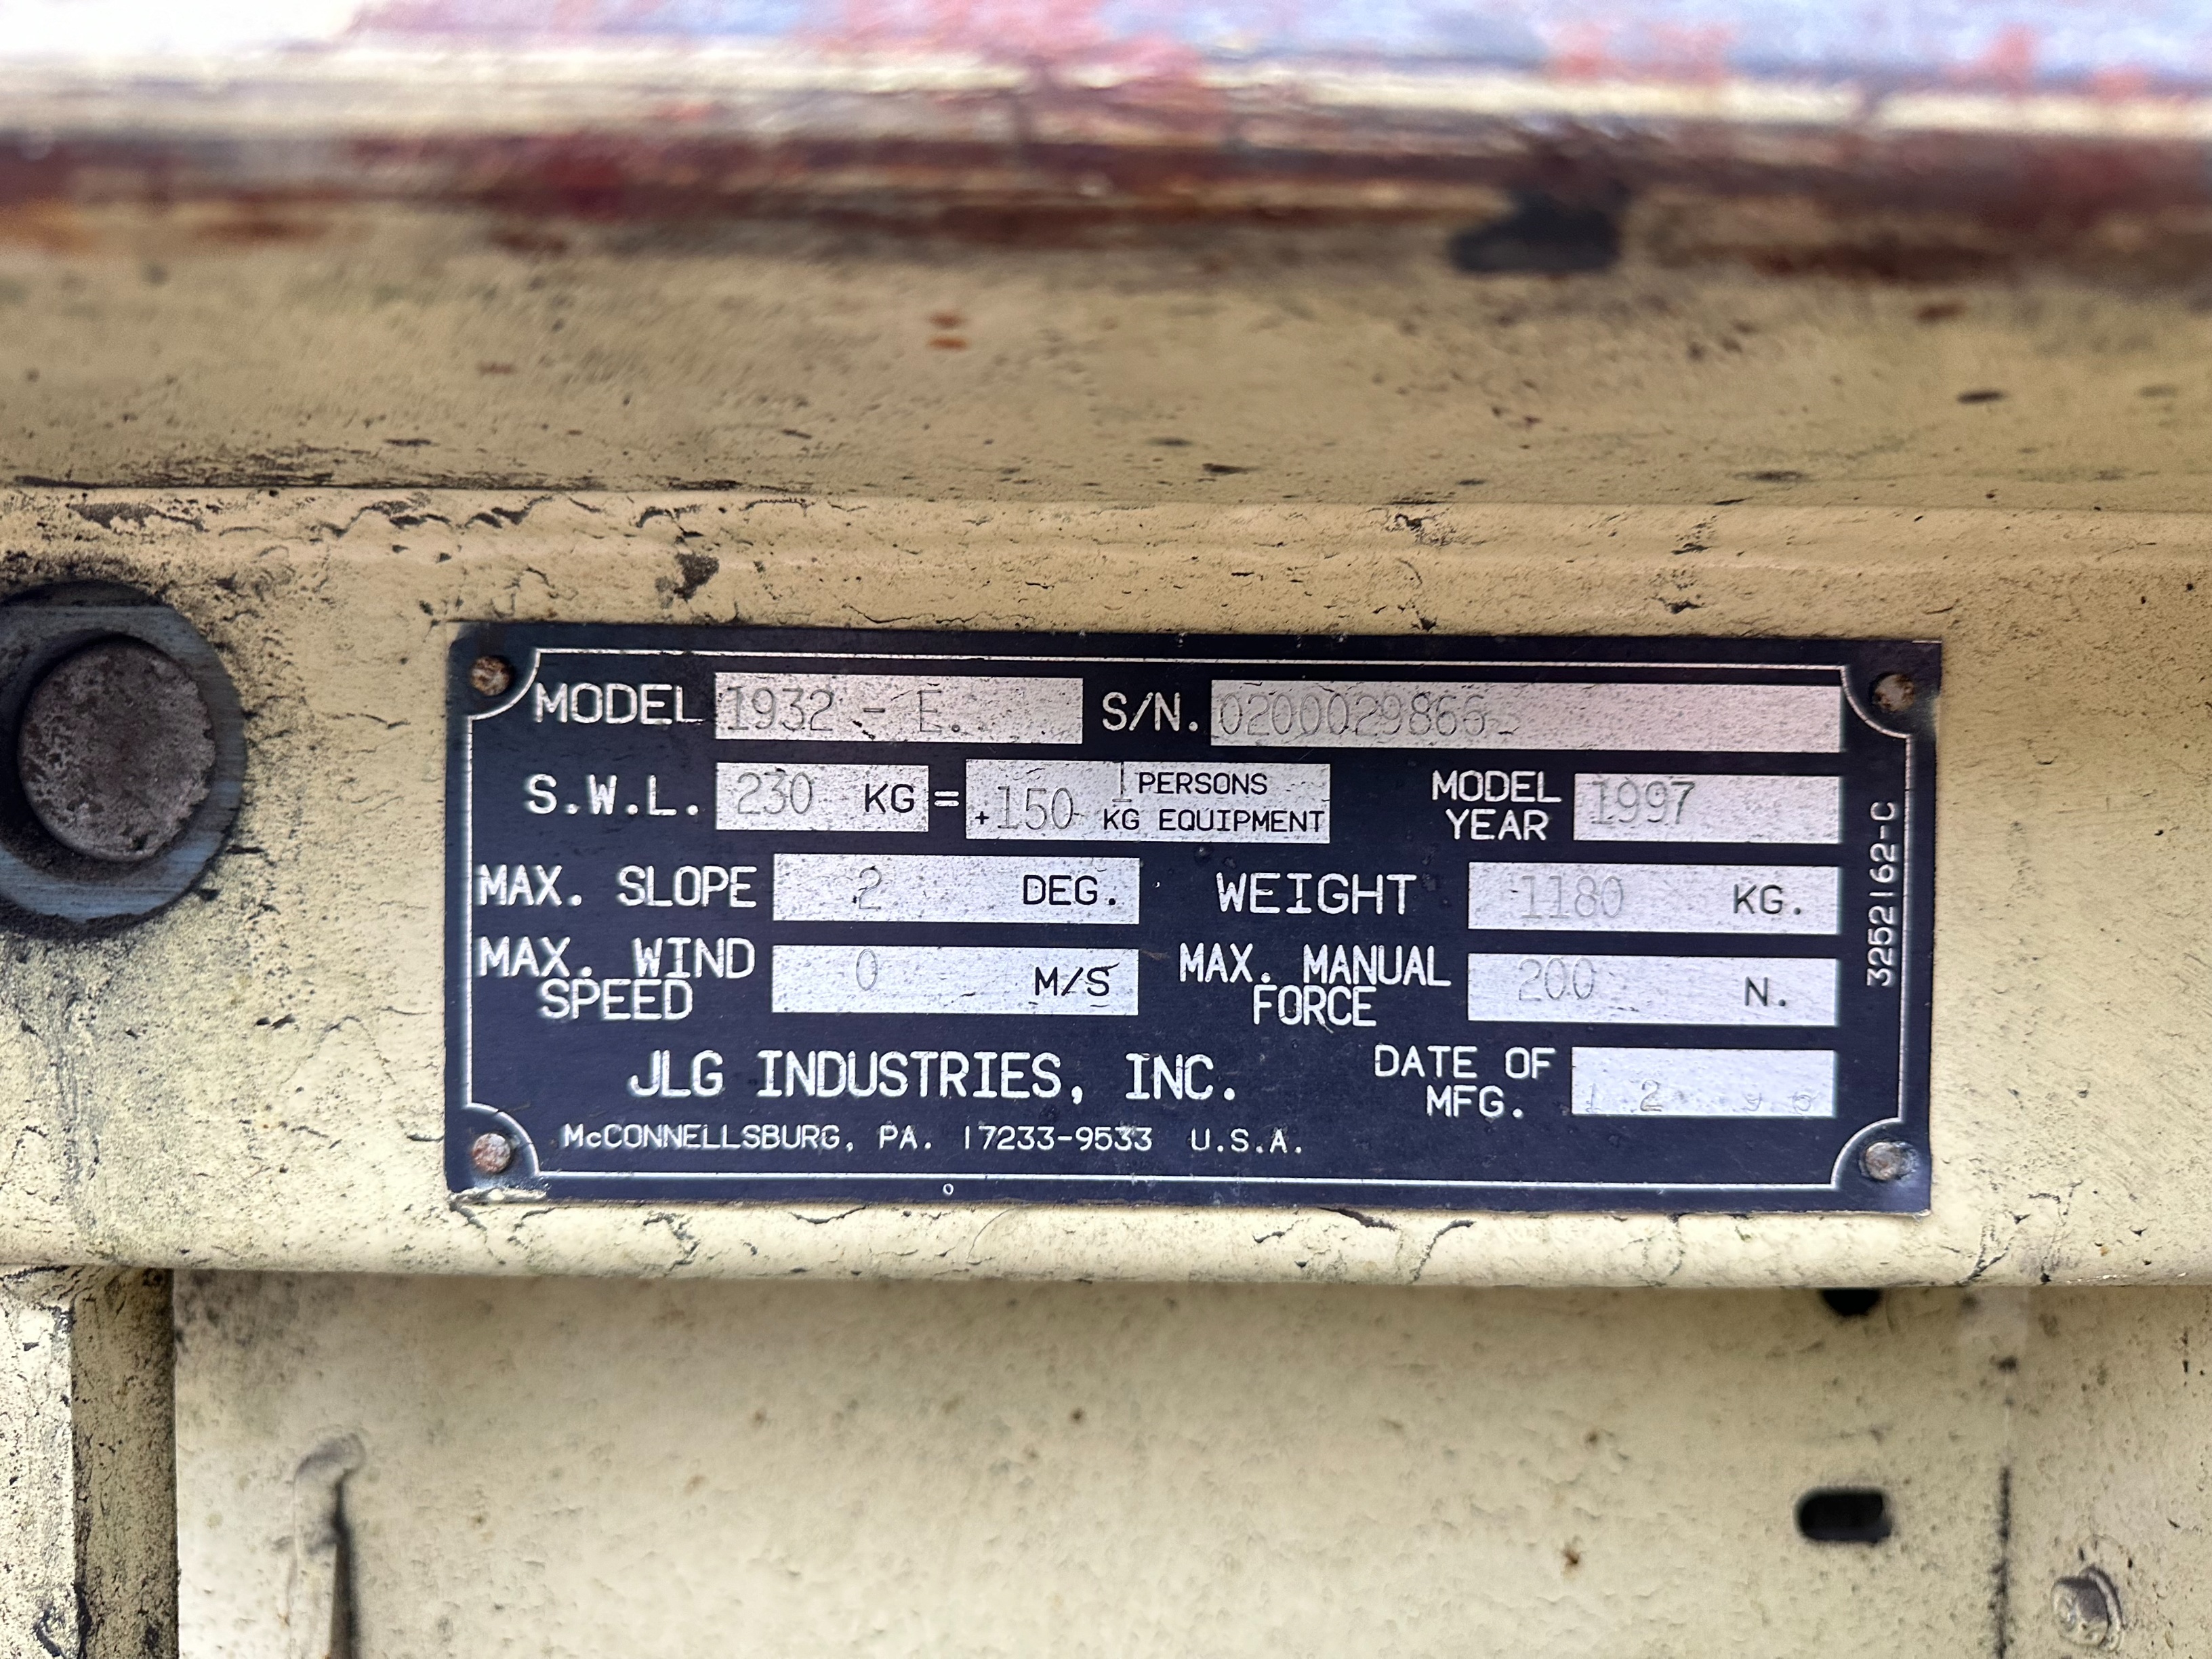 MODEL 1932 - E. S/N. 0200029866
S.W.L. 230 KG = 1 PERSONS
+ 150 KG EQUIPMENT
MODEL YEAR 1997
MAX. SLOPE 2 DEG. WEIGHT 1180 KG.
MAX. WIND SPEED 0 M/S MAX. MANUAL FORCE 200 N.
JLG INDUSTRIES, INC. DATE OF MFG. 12
McCONNELLSBURG, PA. 17233-9533 U.S.A.
3252162-C